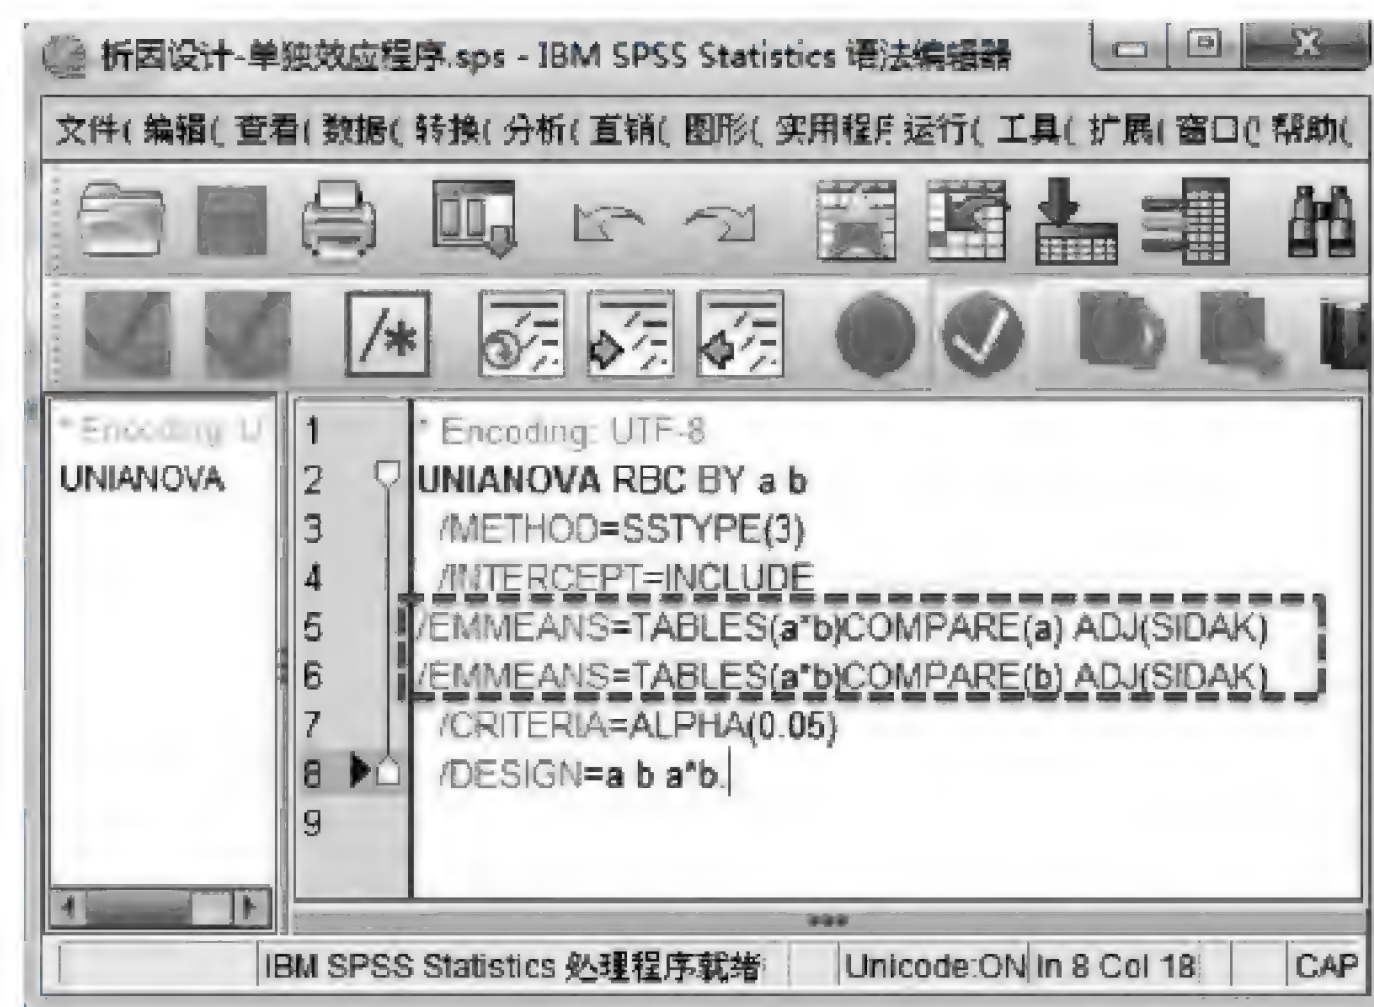 析因设计-单独效应程序.sps - IBM SPSS Statistics 语法编辑器
文件( 编辑( 查看( 数据( 转换( 分析( 直销( 图形( 实用程序 运行( 工具( 扩展( 窗口( 帮助(
/*
* Encoding: U
UNIANOVA
1 * Encoding: UTF-8
2 UNIANOVA RBC BY a b
3 /METHOD=SSTYPE(3)
4 /INTERCEPT=INCLUDE
5 /EMMEANS=TABLES(a*b)COMPARE(a) ADJ(SIDAK)
6 /EMMEANS=TABLES(a*b)COMPARE(b) ADJ(SIDAK)
7 /CRITERIA=ALPHA(0.05)
8 /DESIGN=a b a*b.
9
IBM SPSS Statistics 处理程序就绪 Unicode:ON In 8 Col 18 CAP